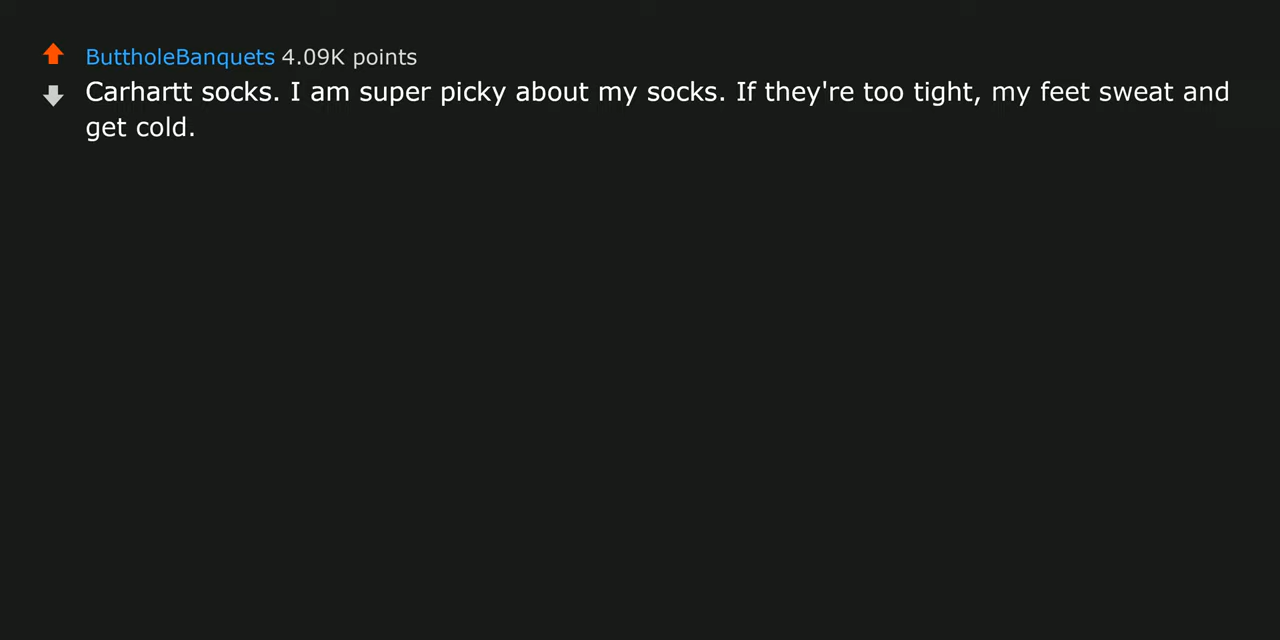 ButtholeBanquets 4.09K points
Carhartt socks. I am super picky about my socks. If they're too tight, my feet sweat and
get cold.